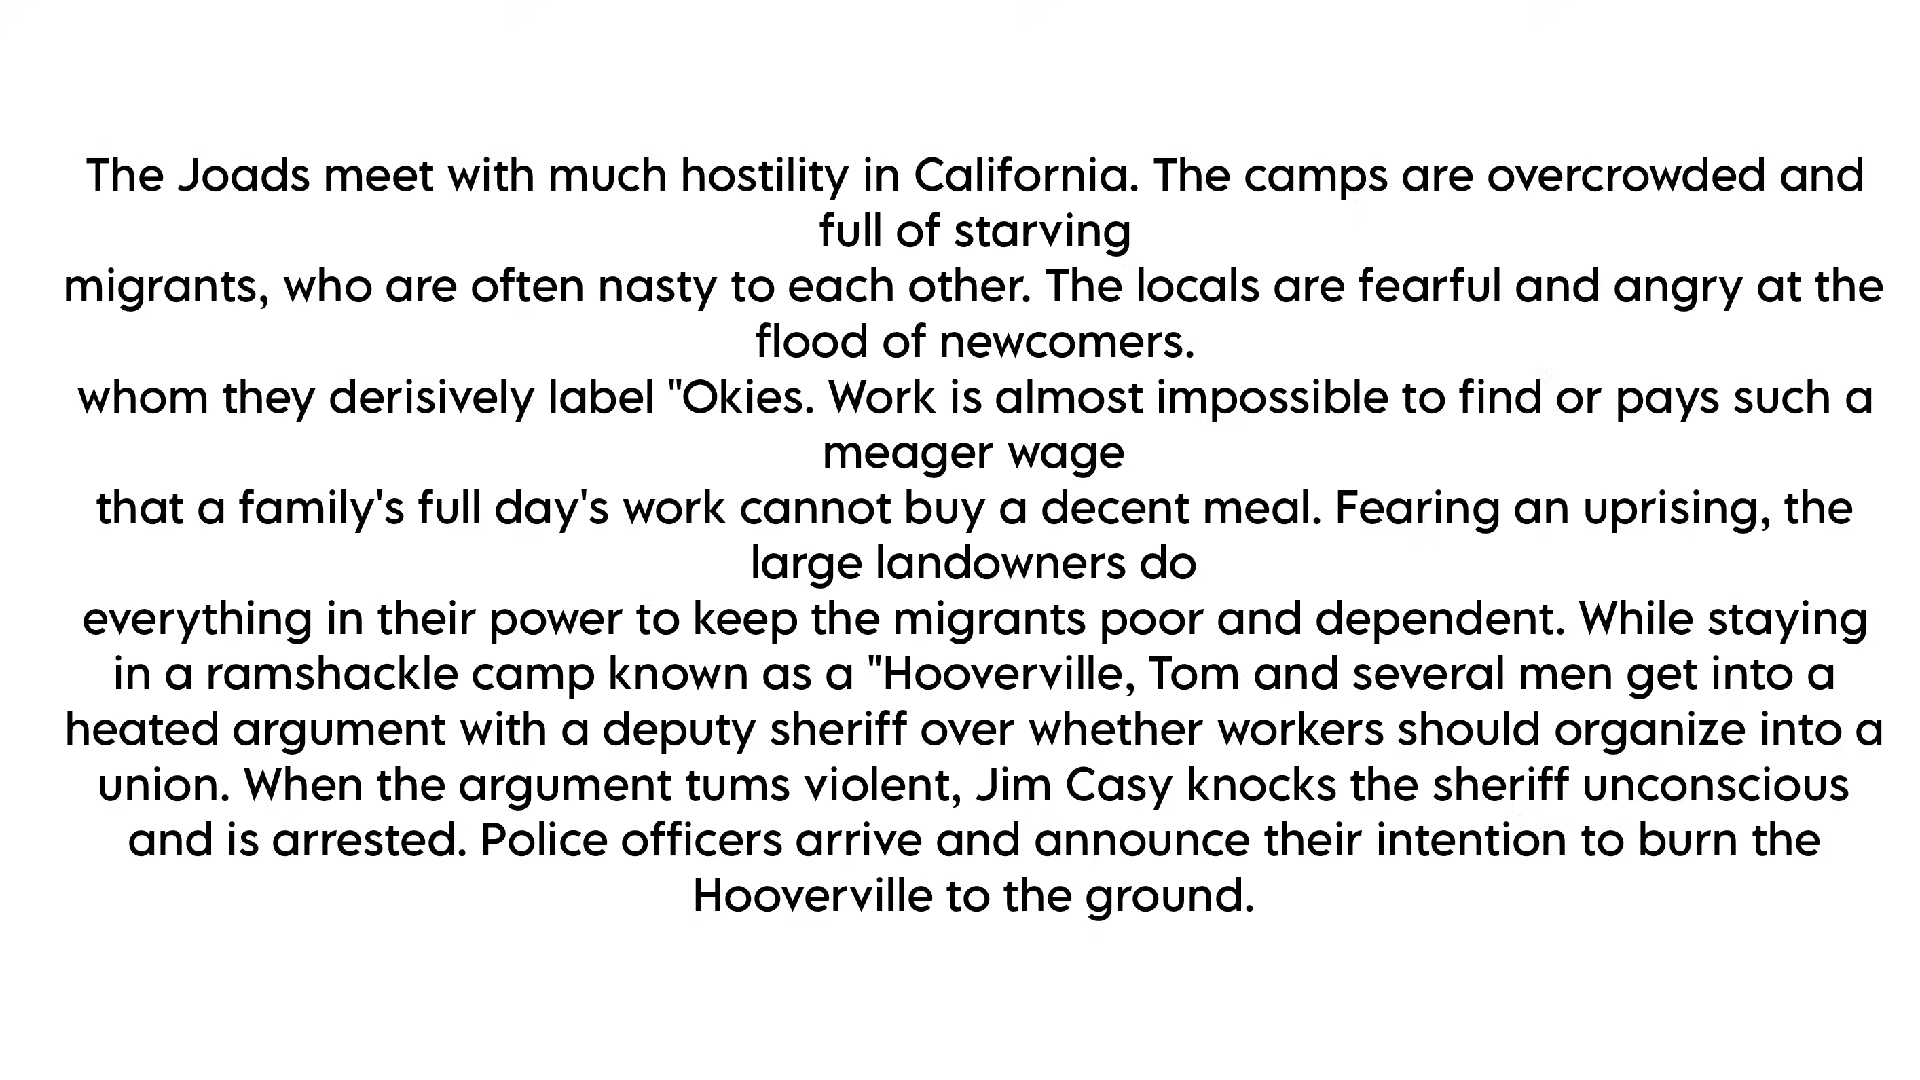 The Joads meet with much hostility in California. The camps are overcrowded and
full of starving
migrants, who are often nasty to each other. The locals are fearful and angry at the
flood of newcomers.
whom they derisively label "Okies. Work is almost impossible to find or pays such a
meager wage
that a family's full day's work cannot buy a decent meal. Fearing an uprising, the
large landowners do
everything in their power to keep the migrants poor and dependent. While staying
in a ramshackle camp known as a "Hooverville, Tom and several men get into a
heated argument with a deputy sheriff over whether workers should organize into a
union. When the argument tums violent, Jim Casy knocks the sheriff unconscious
and is arrested. Police officers arrive and announce their intention to burn the
Hooverville to the ground.